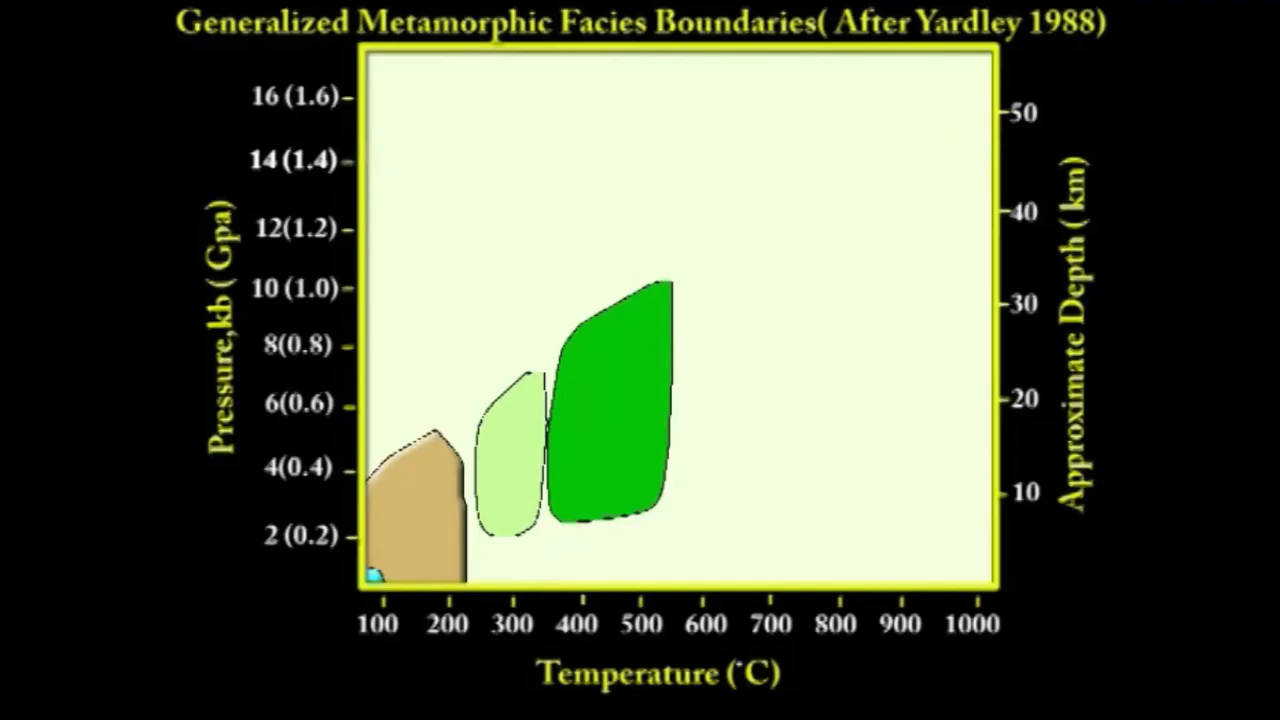 Generalized Metamorphic Facies Boundaries( After Yardley 1988)
16 (1.6)
14 (1.4)
12(1.2)
10 (1.0)
8(0.8)
6(0.6)
4(0.4)
2 (0.2)
Pressure,kb ( Gpa)
50
40
30
20
10
Approximate Depth ( km)
100 200 300 400 500 600 700 800 900 1000
Temperature (°C)